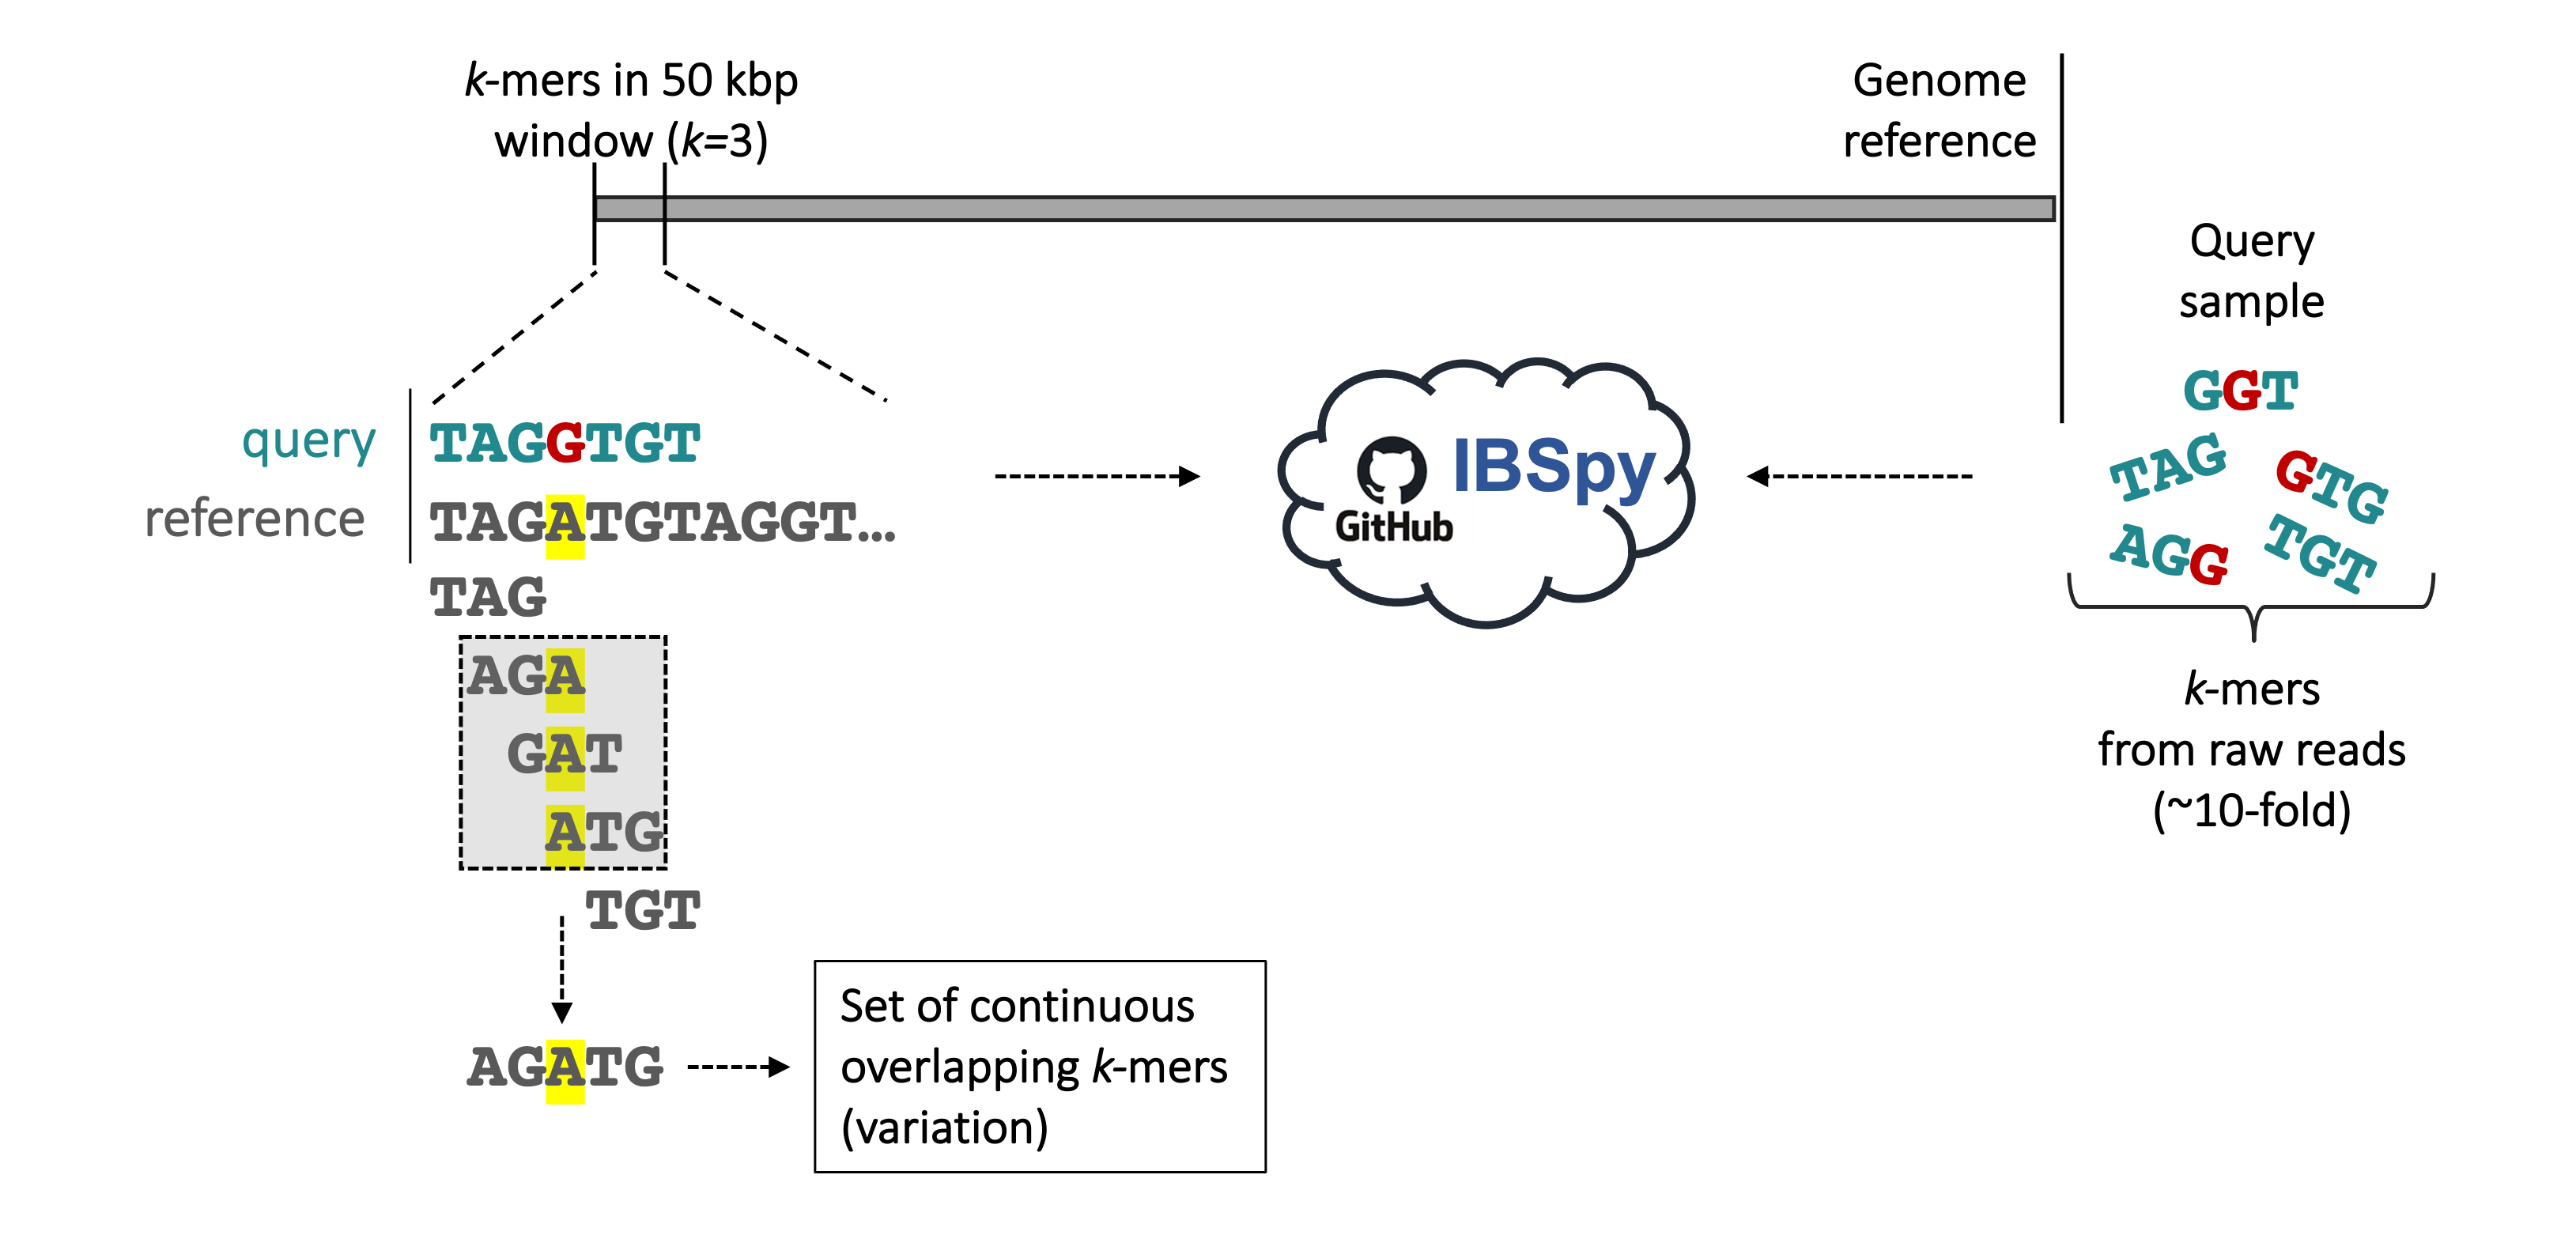 k-mers in 50 kbp
window (k=3)
Genome
reference
Query
sample
query
TAGGTGT
reference
TAGATGTAGGT...
TAG
AGA
GAT
ATG
TGT
AGATG
Set of continuous
overlapping k-mers
(variation)
GitHub
IBSpy
GGT
TAG
GTG
AGG
TGT
k-mers
from raw reads
(~10-fold)